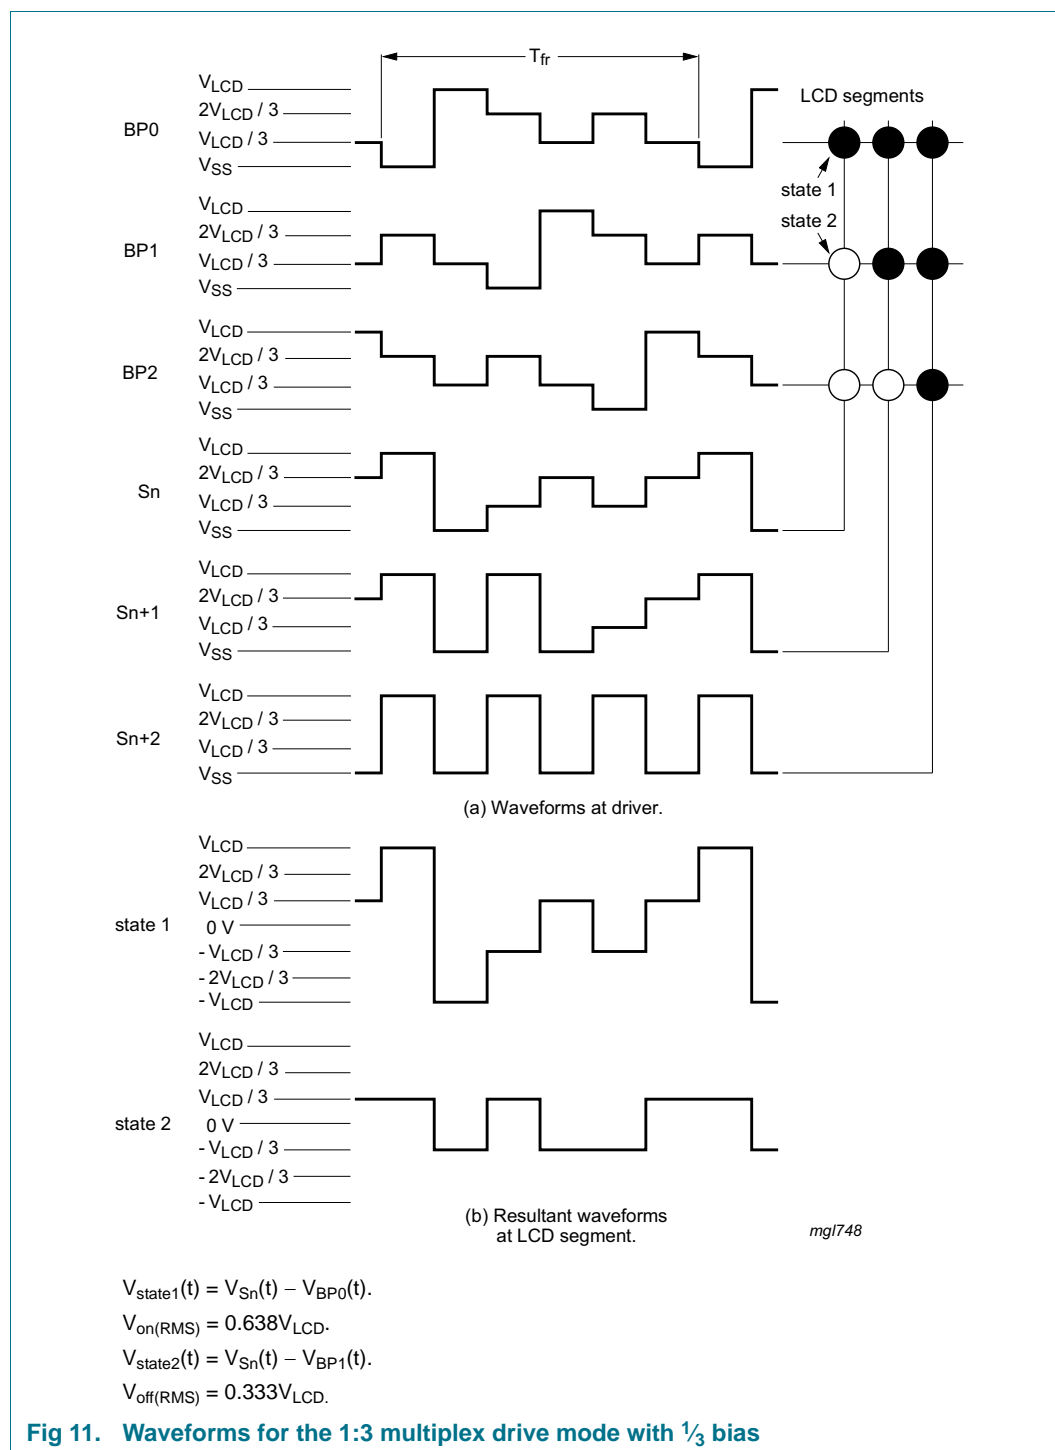 Tfr
BP0
VLCD
2VLCD / 3
VLCD / 3
VSS
LCD segments
state 1
state 2
BP1
VLCD
2VLCD / 3
VLCD / 3
VSS
BP2
VLCD
2VLCD / 3
VLCD / 3
VSS
Sn
VLCD
2VLCD / 3
VLCD / 3
VSS
Sn+1
VLCD
2VLCD / 3
VLCD / 3
VSS
Sn+2
VLCD
2VLCD / 3
VLCD / 3
VSS
(a) Waveforms at driver.
state 1
VLCD
2VLCD / 3
VLCD / 3
0 V
- VLCD / 3
- 2VLCD / 3
- VLCD
state 2
VLCD
2VLCD / 3
VLCD / 3
0 V
- VLCD / 3
- 2VLCD / 3
- VLCD
(b) Resultant waveforms
at LCD segment.
mgl748
Vstate1(t) = VSn(t) − VBP0(t).
Von(RMS) = 0.638VLCD.
Vstate2(t) = VSn(t) − VBP1(t).
Voff(RMS) = 0.333VLCD.
Fig 11. Waveforms for the 1:3 multiplex drive mode with 1⁄3 bias